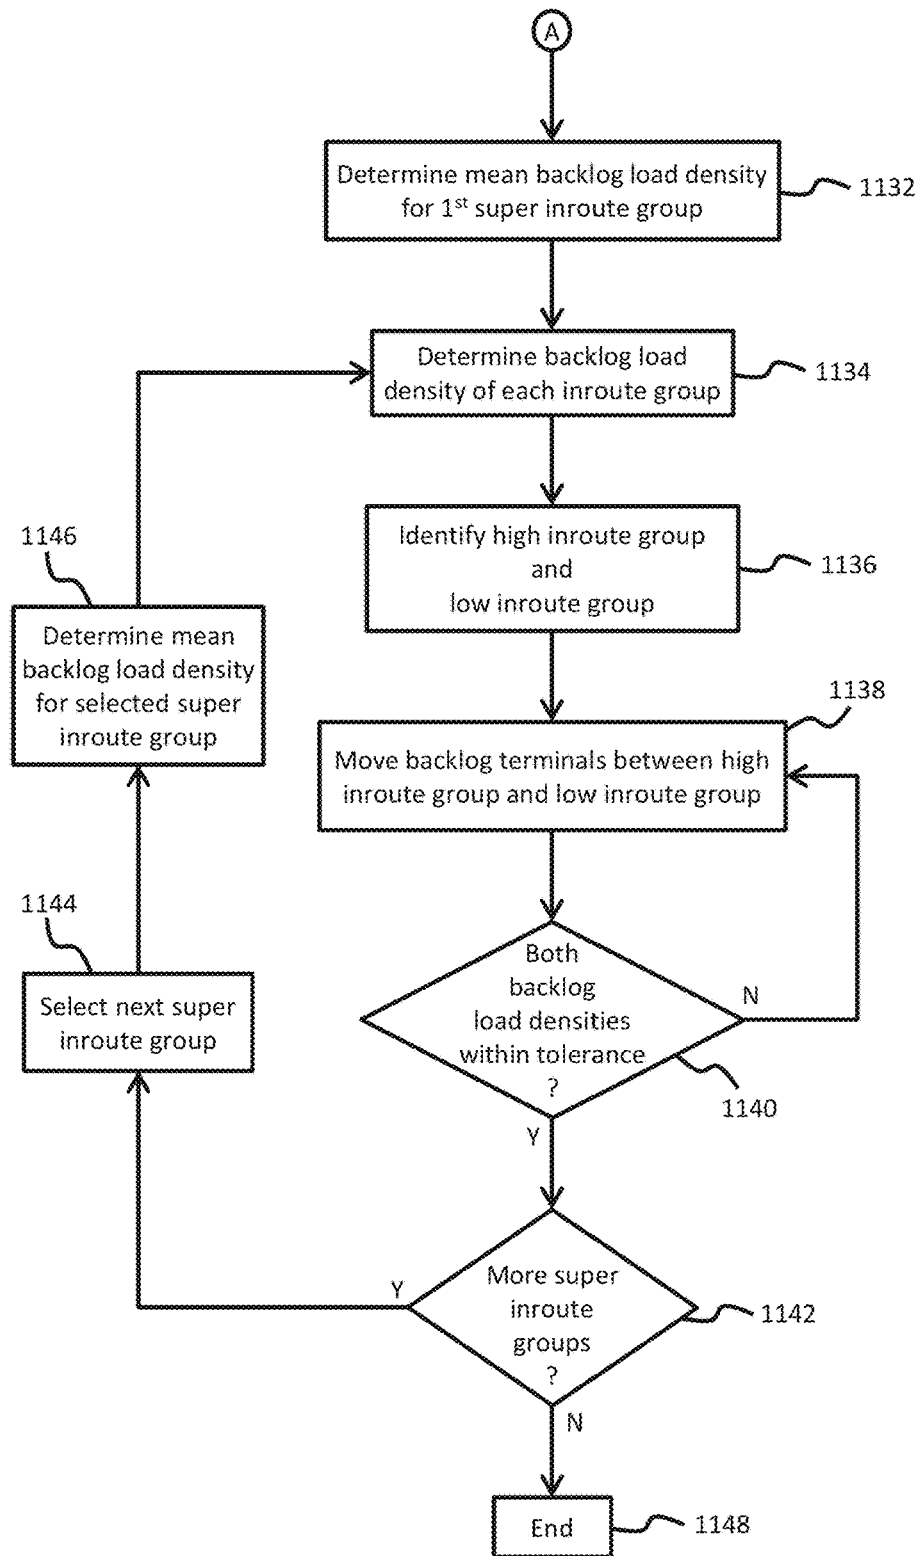 A
Determine mean backlog load density
for 1st super inroute group
1132
Determine backlog load
density of each inroute group
1134
Identify high inroute group
and
low inroute group
1136
1146
Determine mean
backlog load density
for selected super
inroute group
1138
Move backlog terminals between high
inroute group and low inroute group
1144
Select next super
inroute group
Both
backlog
load densities
within tolerance
?
N
1140
Y
More super
inroute
groups
?
Y
1142
N
End
1148